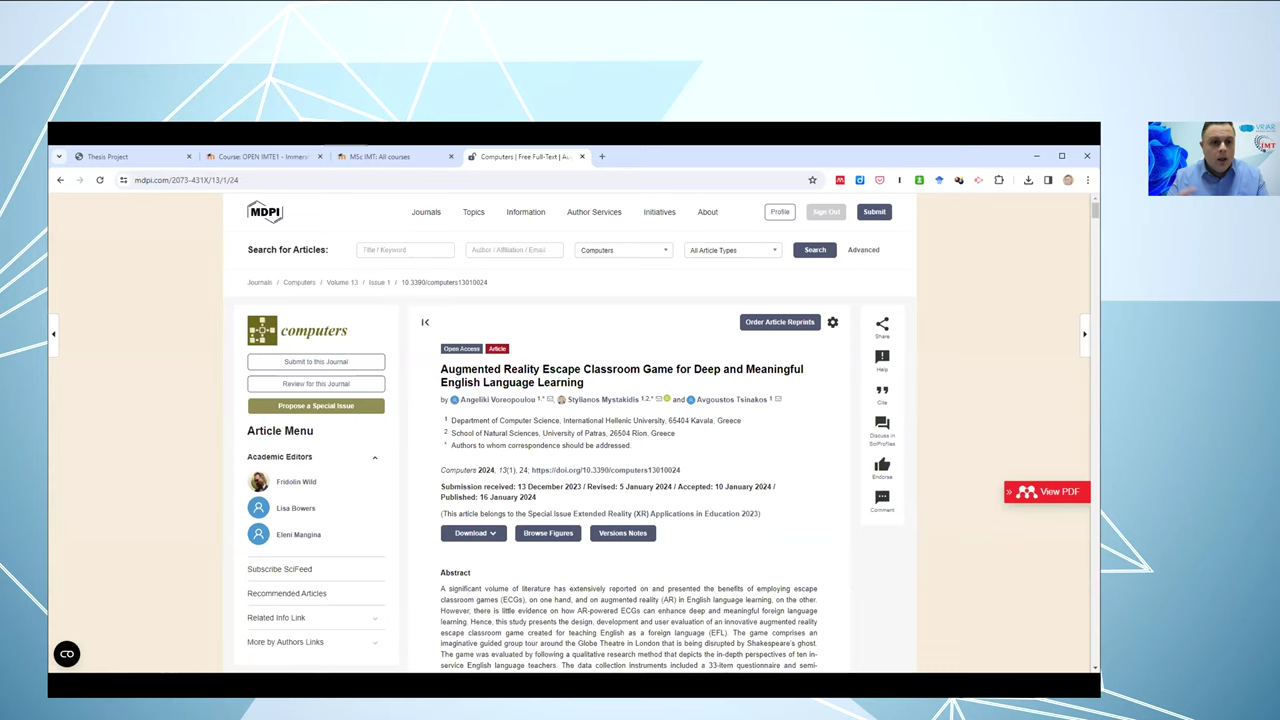 Thesis Project
Course: OPEN IMTE1 - Immersi
MSc IMT: All courses
Computers | Free Full-Text | Au
mdpi.com/2073-431X/13/1/24
MDPI
Journals
Topics
Information
Author Services
Initiatives
About
Profile
Sign Out
Submit
Search for Articles:
Title / Keyword
Author / Affiliation / Email
Computers
All Article Types
Search
Advanced
Journals / Computers / Volume 13 / Issue 1 / 10.3390/computers13010024
computers
Submit to this Journal
Review for this Journal
Propose a Special Issue
Article Menu
Academic Editors
Fridolin Wild
Lisa Bowers
Eleni Mangina
Subscribe SciFeed
Recommended Articles
Related Info Link
More by Authors Links
Order Article Reprints
Open Access
Article
Augmented Reality Escape Classroom Game for Deep and Meaningful
English Language Learning
by Angeliki Voreopoulou 1,* , Stylianos Mystakidis 1,2,* and Avgoustos Tsinakos 1
1 Department of Computer Science, International Hellenic University, 65404 Kavala, Greece
2 School of Natural Sciences, University of Patras, 26504 Rion, Greece
* Authors to whom correspondence should be addressed.
Computers 2024, 13(1), 24; https://doi.org/10.3390/computers13010024
Submission received: 13 December 2023 / Revised: 5 January 2024 / Accepted: 10 January 2024 /
Published: 16 January 2024
(This article belongs to the Special Issue Extended Reality (XR) Applications in Education 2023)
Download
Browse Figures
Versions Notes
Abstract
A significant volume of literature has extensively reported on and presented the benefits of employing escape
classroom games (ECGs), on one hand, and on augmented reality (AR) in English language learning, on the other.
However, there is little evidence on how AR-powered ECGs can enhance deep and meaningful foreign language
learning. Hence, this study presents the design, development and user evaluation of an innovative augmented reality
escape classroom game created for teaching English as a foreign language (EFL). The game comprises an
imaginative guided group tour around the Globe Theatre in London that is being disrupted by Shakespeare's ghost.
The game was evaluated by following a qualitative research method that depicts the in-depth perspectives of ten in-
service English language teachers. The data collection instruments included a 33-item questionnaire and semi-
Share
Help
Cite
Discuss in
SciProfiles
Endorse
Comment
View PDF
IMT